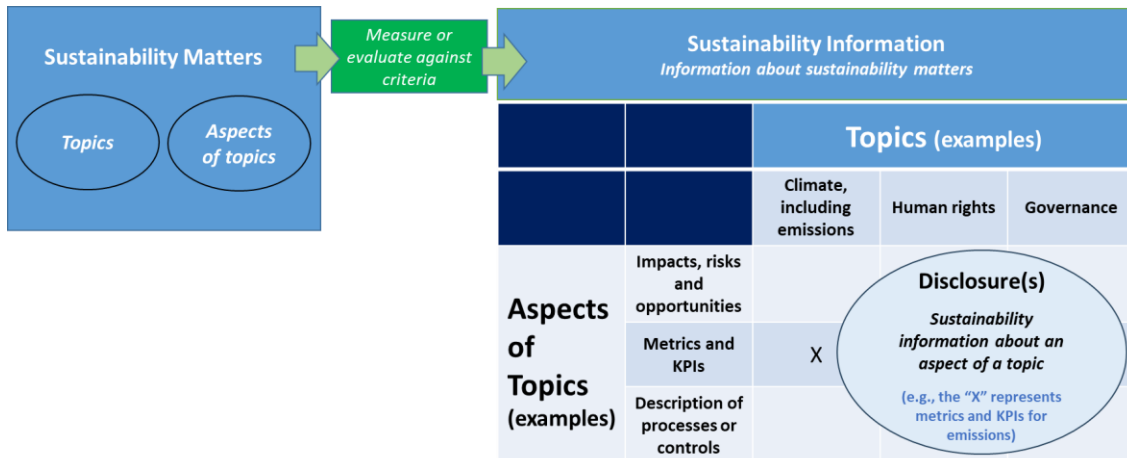 Sustainability Matters
Topics
Aspects
of topics
Measure or
evaluate against
criteria
Sustainability Information
Information about sustainability matters
Topics (examples)
Climate,
including
emissions
Human rights
Governance
Aspects
of
Topics
(examples)
Impacts, risks
and
opportunities
Metrics and
KPIs
X
Description of
processes or
controls
Disclosure(s)
Sustainability
information about an
aspect of a topic
(e.g., the “X” represents
metrics and KPIs for
emissions)